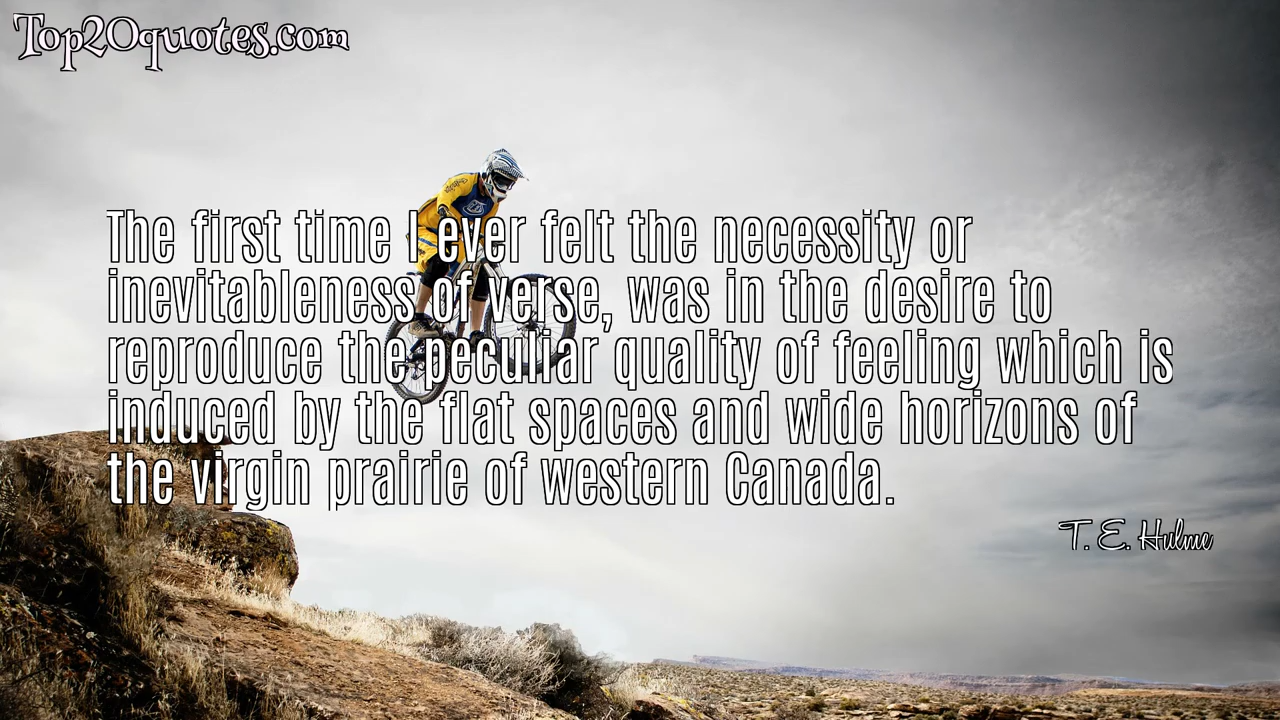 Top20quotes.com
The first time I ever felt the necessity or
inevitableness of verse, was in the desire to
reproduce the peculiar quality of feeling which is
induced by the flat spaces and wide horizons of
the virgin prairie of western Canada.
T. E. Hulme